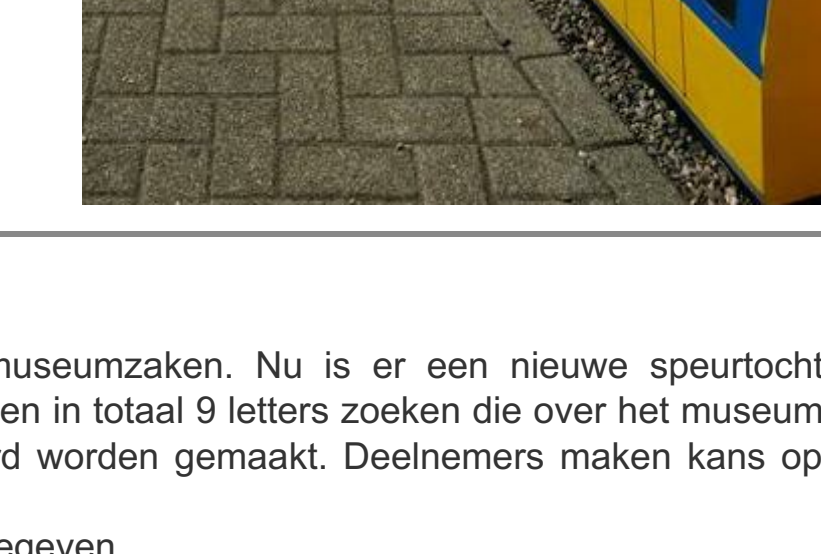 museumzaken. Nu is er een nieuwe speurtocht
en in totaal 9 letters zoeken die over het museum
rd worden gemaakt. Deelnemers maken kans op
egeven